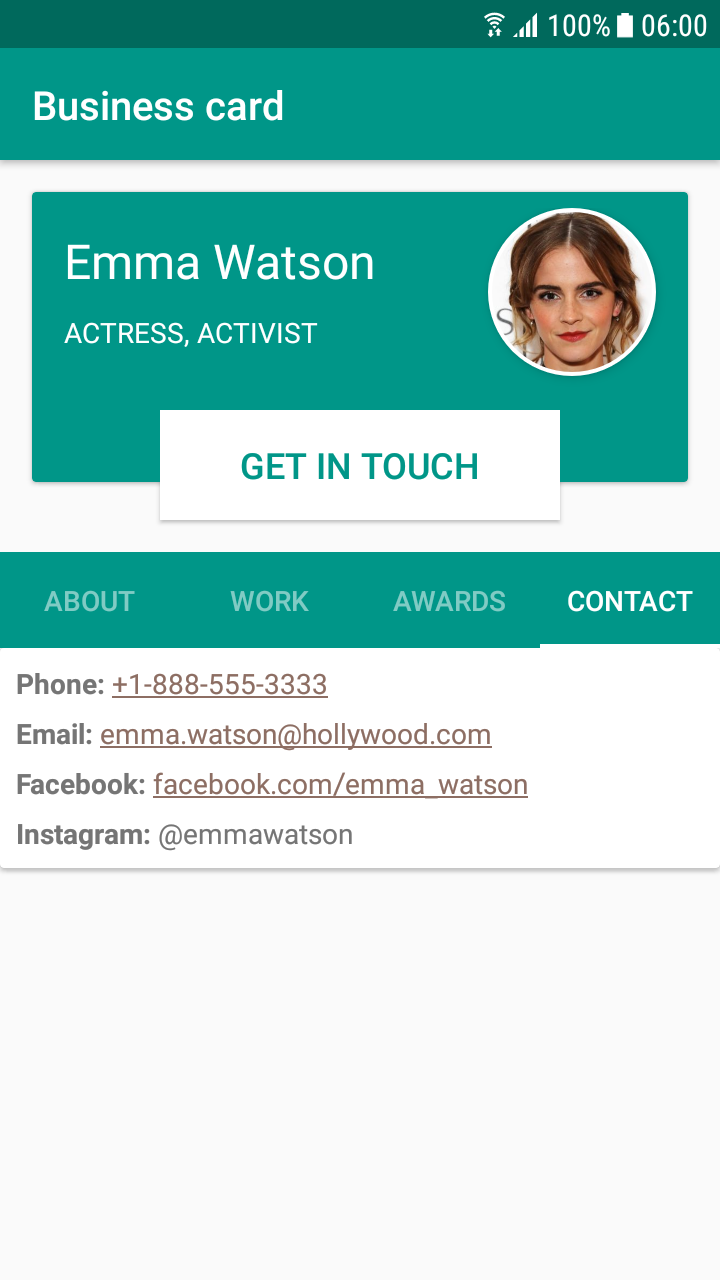 100% 06:00
Business card
Emma Watson
ACTRESS, ACTIVIST
GET IN TOUCH
ABOUT WORK AWARDS CONTACT
Phone: +1-888-555-3333
Email: emma.watson@hollywood.com
Facebook: facebook.com/emma_watson
Instagram: @emmawatson